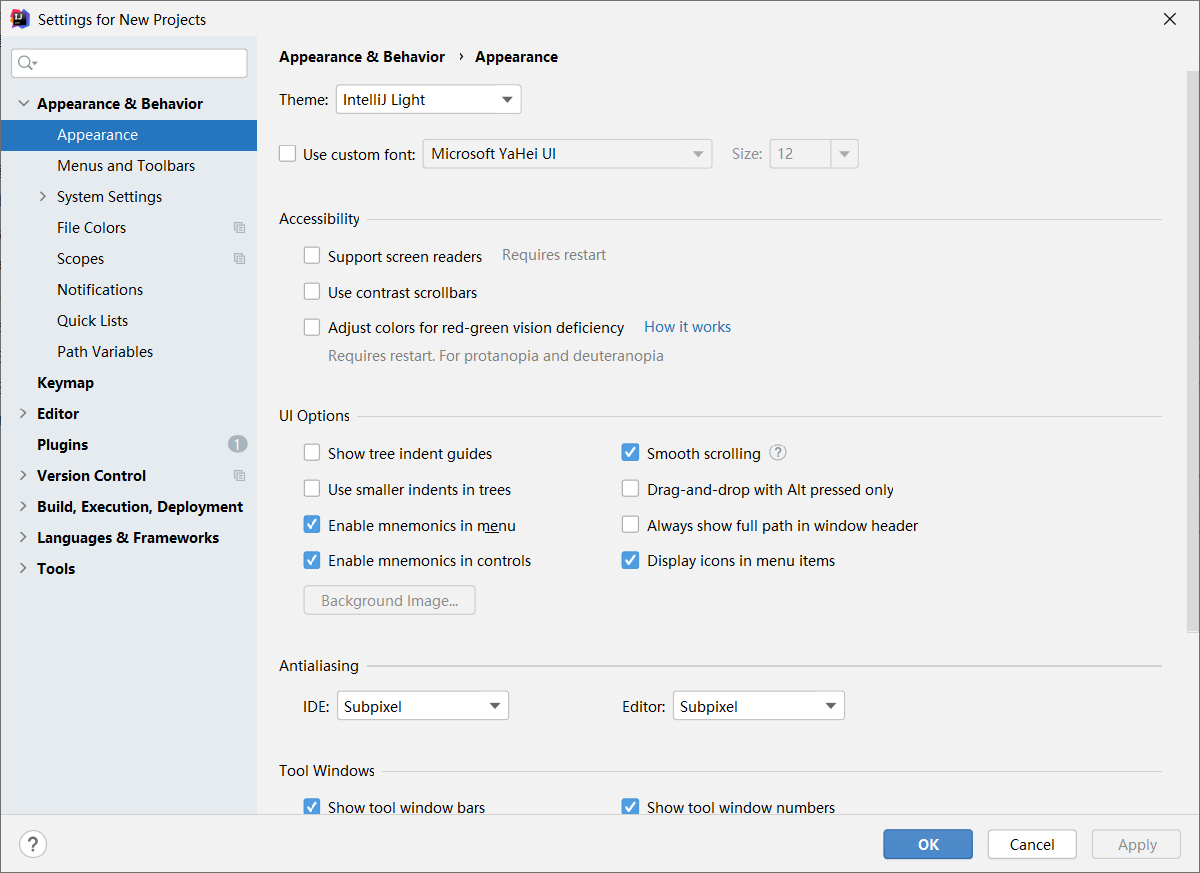 Settings for New Projects
Appearance & Behavior
Appearance
Menus and Toolbars
System Settings
File Colors
Scopes
Notifications
Quick Lists
Path Variables
Keymap
Editor
Plugins 1
Version Control
Build, Execution, Deployment
Languages & Frameworks
Tools
Appearance & Behavior › Appearance
Theme: IntelliJ Light
Use custom font: Microsoft YaHei UI Size: 12
Accessibility
Support screen readers Requires restart
Use contrast scrollbars
Adjust colors for red-green vision deficiency How it works
Requires restart. For protanopia and deuteranopia
UI Options
Show tree indent guides Smooth scrolling ?
Use smaller indents in trees Drag-and-drop with Alt pressed only
Enable mnemonics in menu Always show full path in window header
Enable mnemonics in controls Display icons in menu items
Background Image...
Antialiasing
IDE: Subpixel Editor: Subpixel
Tool Windows
Show tool window bars Show tool window numbers
? OK Cancel Apply